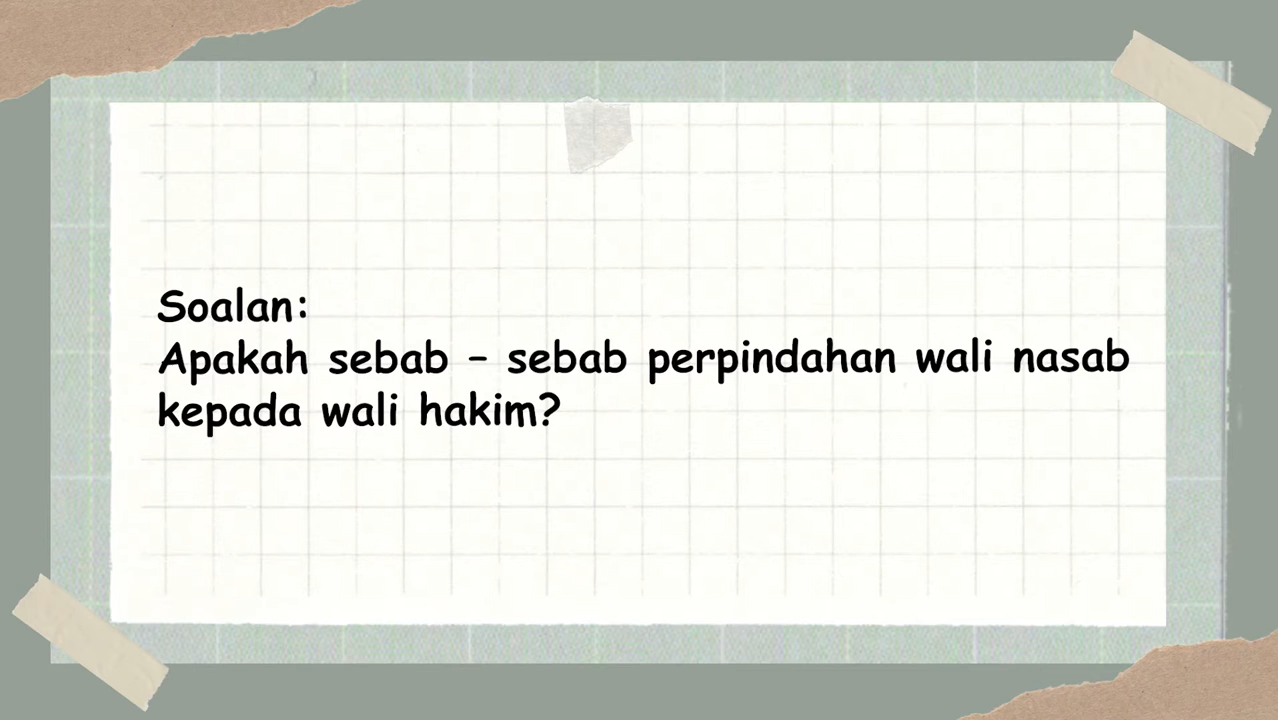 Soalan:
Apakah sebab – sebab perpindahan wali nasab
kepada wali hakim?